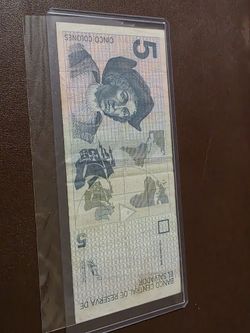 5
CINCO COLONES
5
BANCO CENTRAL DE RESERVA DE
EL SALVADOR